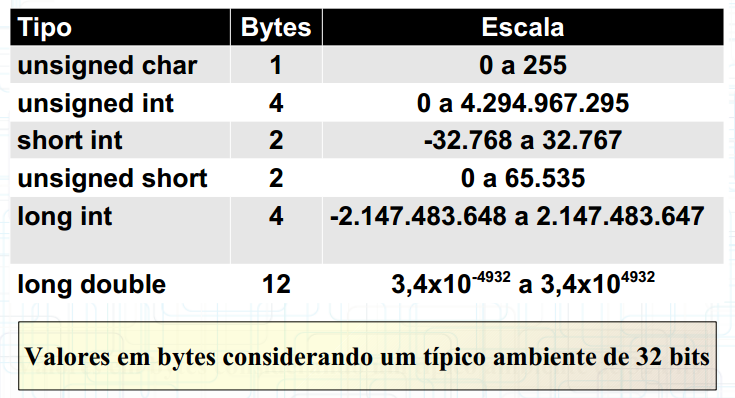 Tipo Bytes Escala
unsigned char 1 0 a 255
unsigned int 4 0 a 4.294.967.295
short int 2 -32.768 a 32.767
unsigned short 2 0 a 65.535
long int 4 -2.147.483.648 a 2.147.483.647
long double 12 3,4x10⁻⁴⁹³² a 3,4x10⁴⁹³²
Valores em bytes considerando um típico ambiente de 32 bits